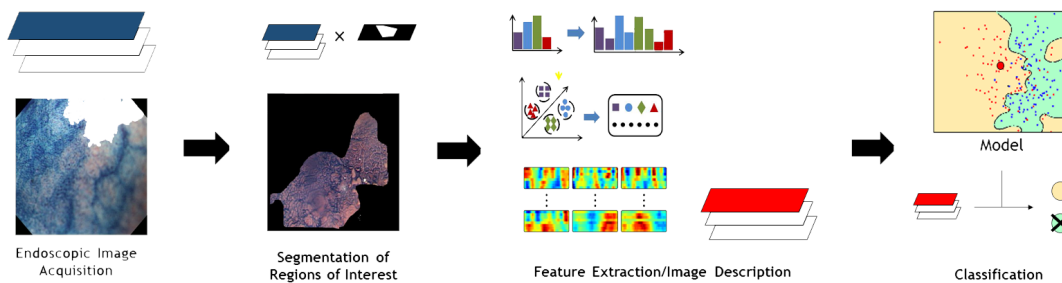 Endoscopic Image
Acquisition
Segmentation of
Regions of Interest
Feature Extraction/Image Description
Model
Classification